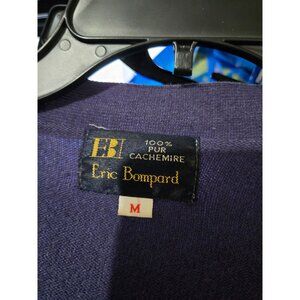 EB
100%
PUR
CACHEMIRE
Eric Bompard
M